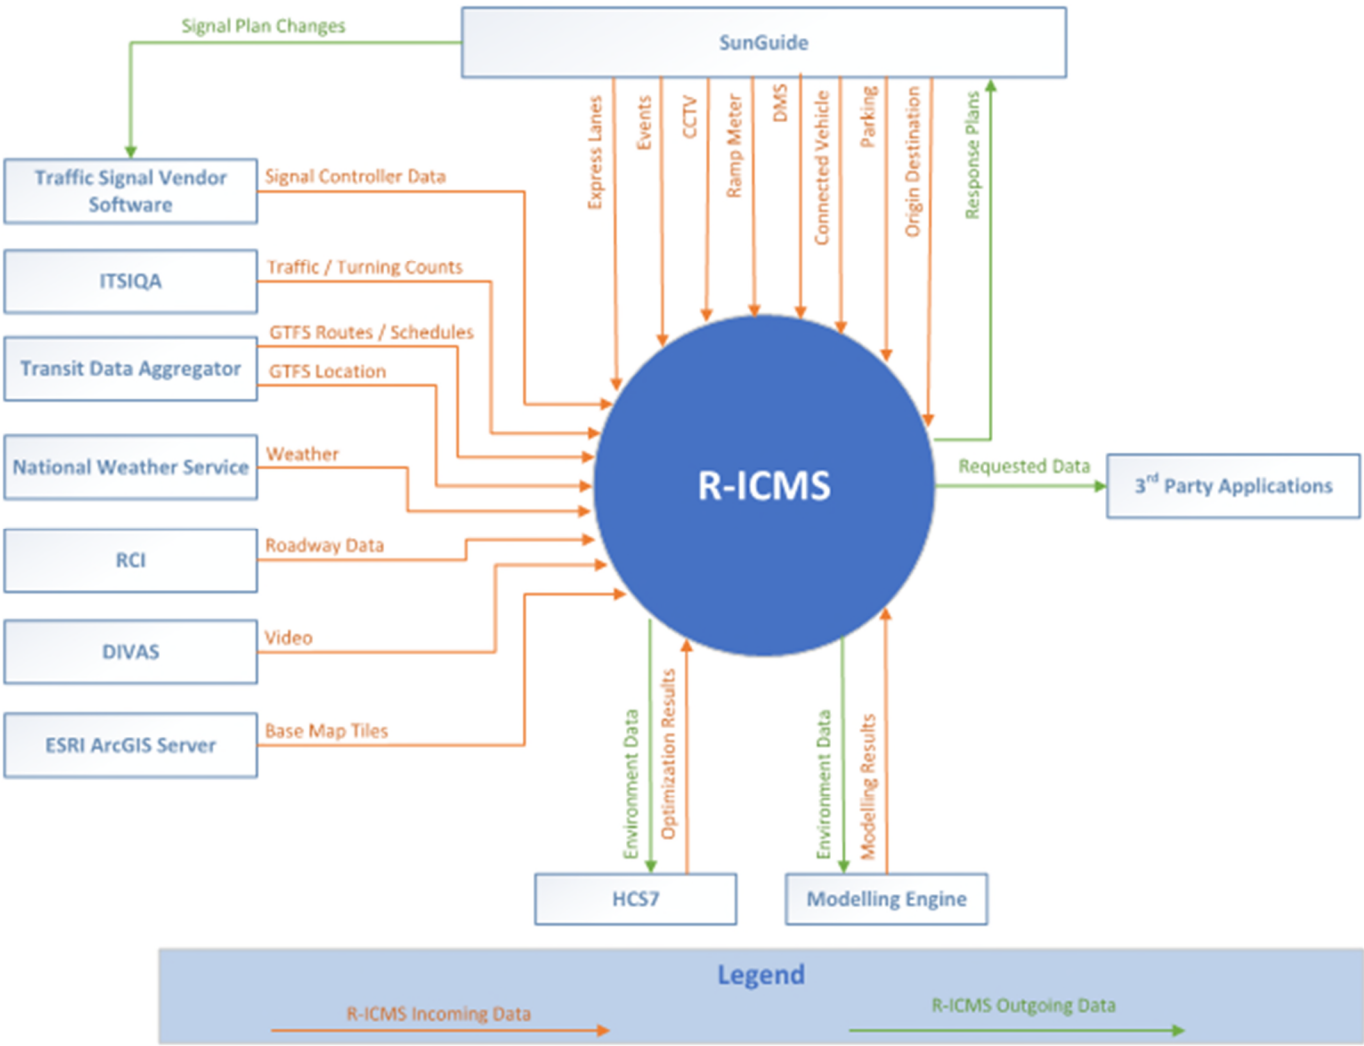 Signal Plan Changes
SunGuide
Express Lanes
Events
CCTV
Ramp Meter
DMS
Connected Vehicle
Parking
Origin Destination
Response Plans
Traffic Signal Vendor
Software
Signal Controller Data
ITSIQA
Traffic / Turning Counts
Transit Data Aggregator
GTFS Routes / Schedules
GTFS Location
National Weather Service
Weather
R-ICMS
Requested Data
3rd Party Applications
RCI
Roadway Data
DIVAS
Video
ESRI ArcGIS Server
Base Map Tiles
Environment Data
Optimization Results
Environment Data
Modelling Results
HCS7
Modelling Engine
Legend
R-ICMS Incoming Data
R-ICMS Outgoing Data